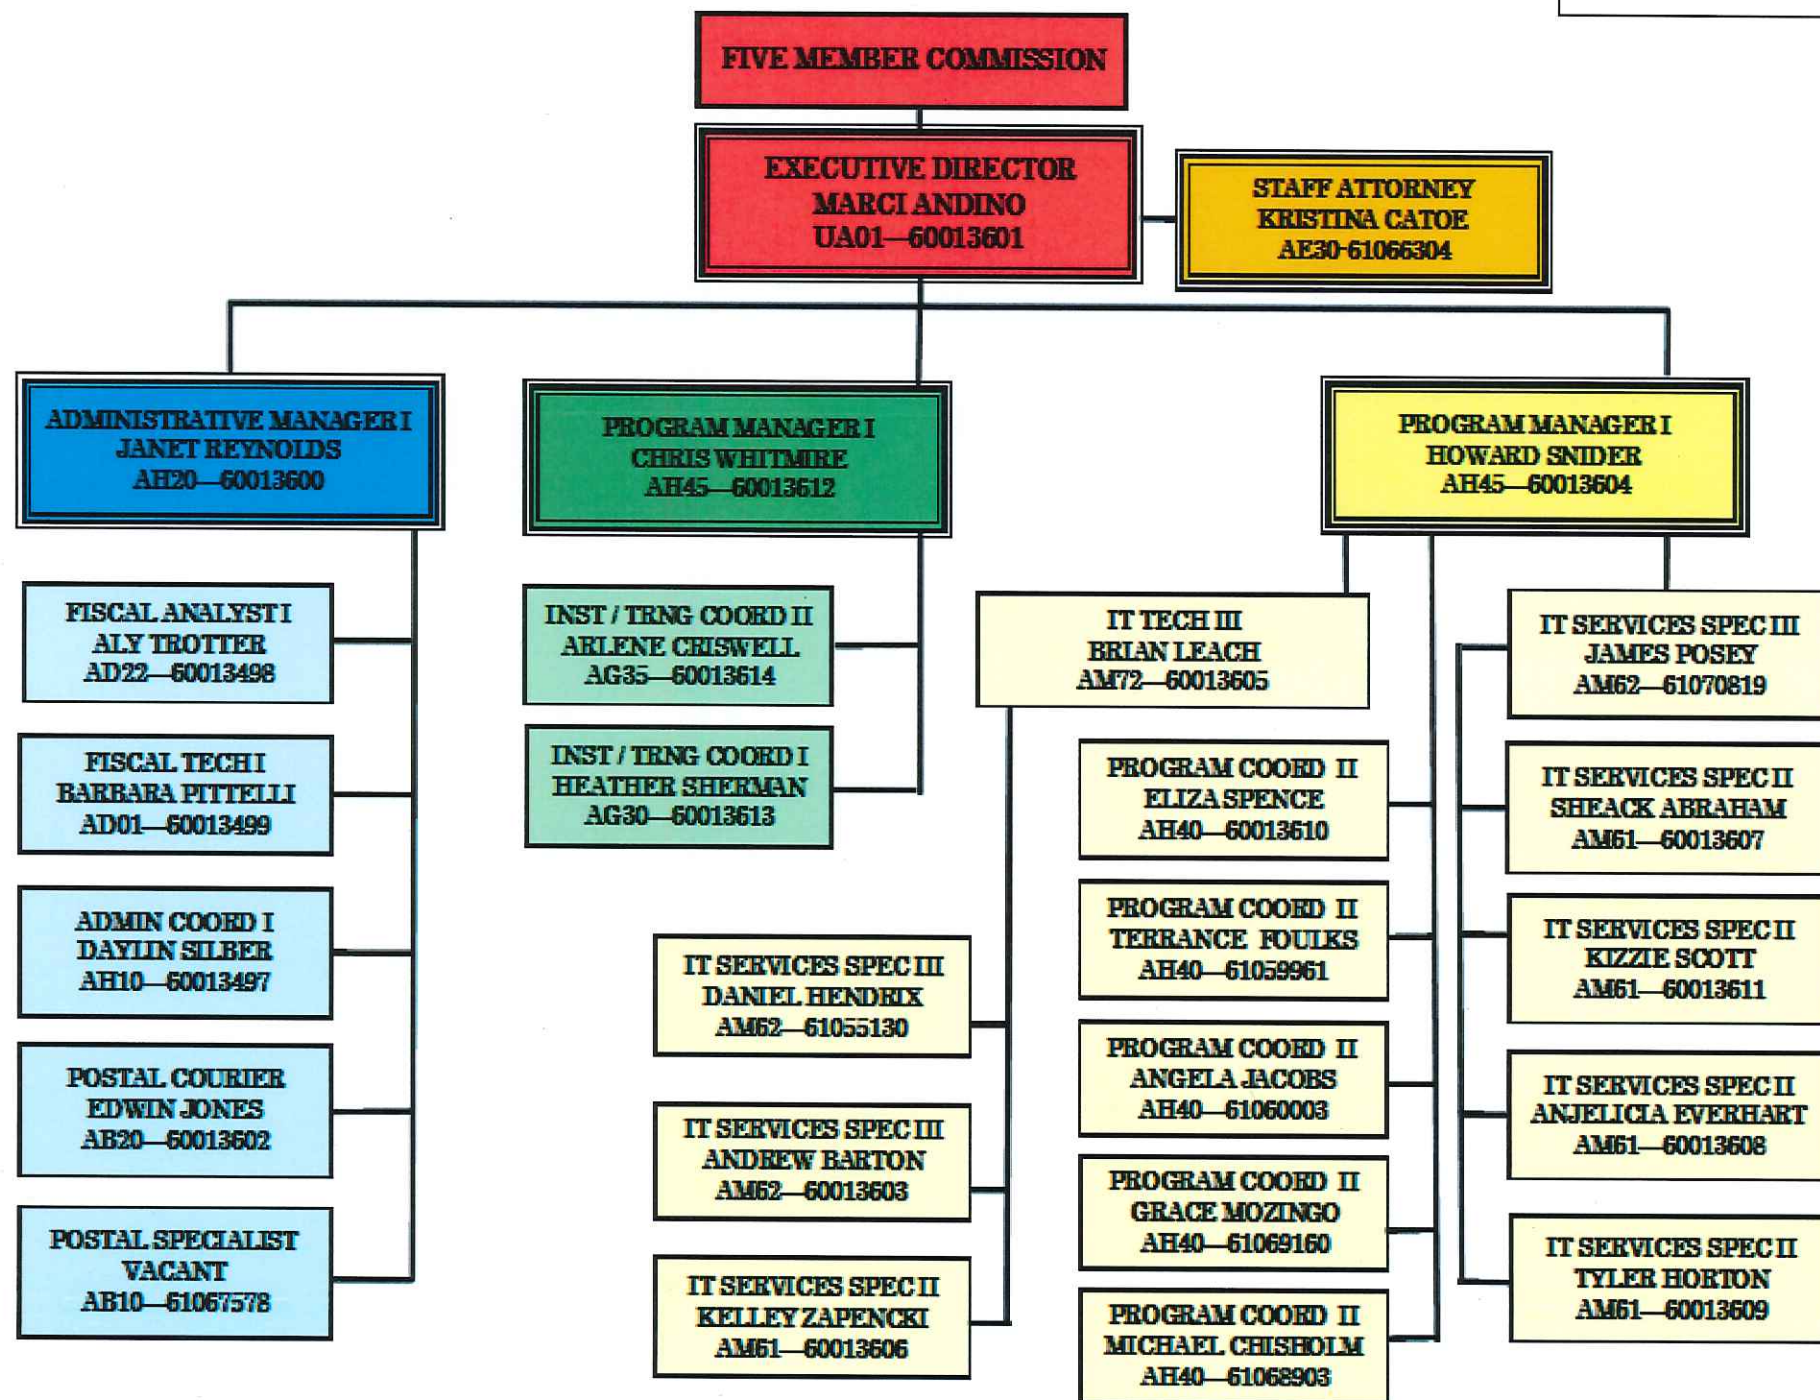 FIVE MEMBER COMMISSION
EXECUTIVE DIRECTOR
MARCI ANDINO
UA01—60013601
STAFF ATTORNEY
KRISTINA CATOE
AE30-61066304
ADMINISTRATIVE MANAGER I
JANET REYNOLDS
AH20—60013600
PROGRAM MANAGER I
CHRIS WHITMIRE
AH45—60013612
PROGRAM MANAGER I
HOWARD SNIDER
AH45—60013604
FISCAL ANALYST I
ALY TROTTER
AD22—60013498
FISCAL TECH I
BARBARA PITTELLI
AD01—60013499
ADMIN COORD I
DAYLIN SILBER
AH10—60013497
POSTAL COURIER
EDWIN JONES
AB20—60013602
POSTAL SPECIALIST
VACANT
AB10—61067578
INST / TRNG COORD II
ARLENE CRISWELL
AG35—60013614
INST / TRNG COORD I
HEATHER SHERMAN
AG30—60013613
IT TECH III
BRIAN LEACH
AM72—60013605
IT SERVICES SPEC III
DANIEL HENDRIX
AM62—61055130
IT SERVICES SPEC III
ANDREW BARTON
AM62—60013603
IT SERVICES SPEC II
KELLEY ZAPENCKI
AM61—60013606
PROGRAM COORD II
ELIZA SPENCE
AH40—60013610
PROGRAM COORD II
TERRANCE FOULKS
AH40—61059961
PROGRAM COORD II
ANGELA JACOBS
AH40—61060003
PROGRAM COORD II
GRACE MOZINGO
AH40—61069160
PROGRAM COORD II
MICHAEL CHISHOLM
AH40—61068903
IT SERVICES SPEC III
JAMES POSEY
AM62—61070819
IT SERVICES SPEC II
SHEACK ABRAHAM
AM61—60013607
IT SERVICES SPEC II
KIZZIE SCOTT
AM61—60013611
IT SERVICES SPEC II
ANJELICIA EVERHART
AM61—60013608
IT SERVICES SPEC II
TYLER HORTON
AM61—60013609